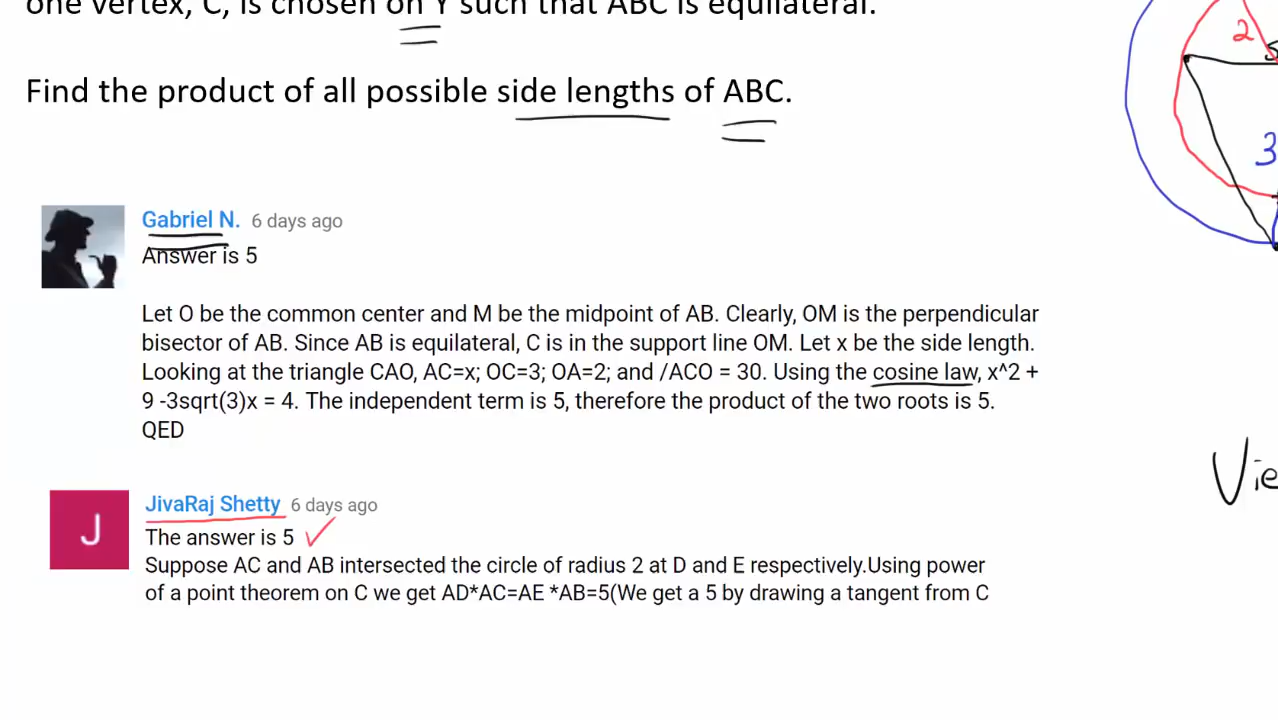 one vertex, C, is chosen on Y such that ABC is equilateral.
2
Find the product of all possible side lengths of ABC.
3
Gabriel N. 6 days ago
Answer is 5
Let O be the common center and M be the midpoint of AB. Clearly, OM is the perpendicular
bisector of AB. Since AB is equilateral, C is in the support line OM. Let x be the side length.
Looking at the triangle CAO, AC=x; OC=3; OA=2; and /ACO = 30. Using the cosine law, x^2 +
9 -3sqrt(3)x = 4. The independent term is 5, therefore the product of the two roots is 5.
QED
Vie
J
JivaRaj Shetty 6 days ago
The answer is 5
Suppose AC and AB intersected the circle of radius 2 at D and E respectively.Using power
of a point theorem on C we get AD*AC=AE *AB=5(We get a 5 by drawing a tangent from C